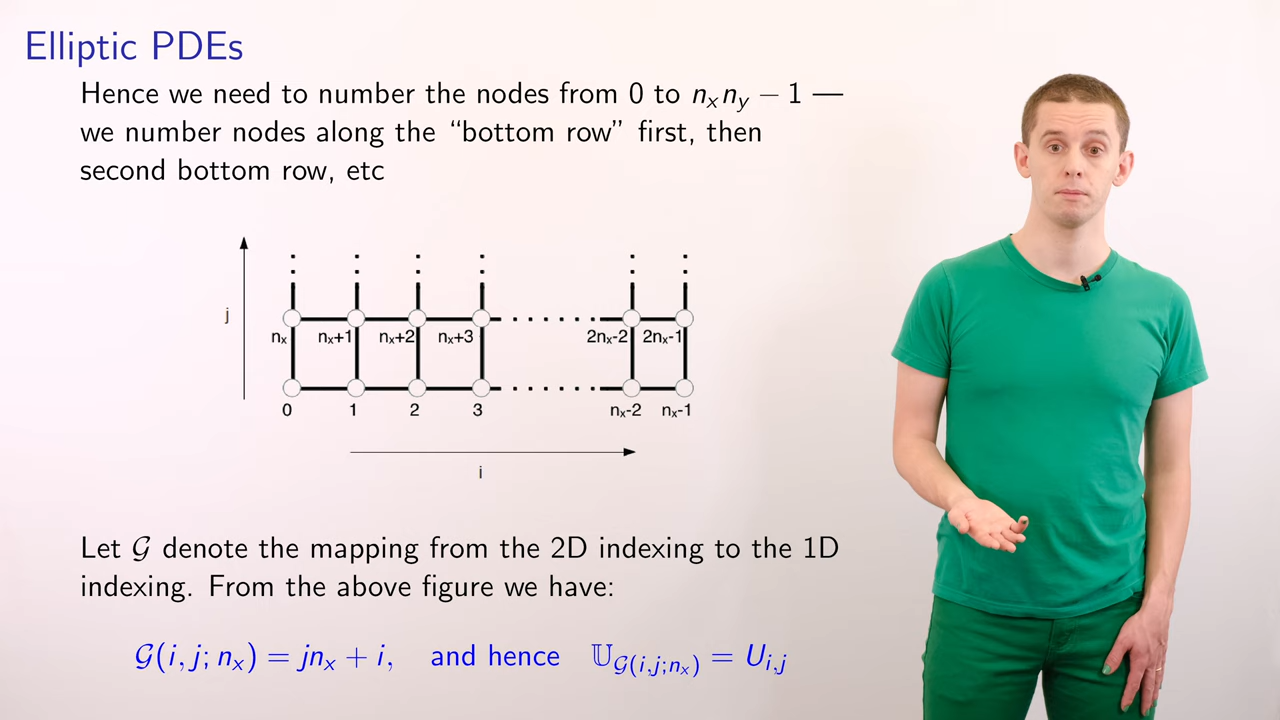 Elliptic PDEs
Hence we need to number the nodes from 0 to nₓn_y − 1 —
we number nodes along the “bottom row” first, then
second bottom row, etc
j
nₓ nₓ+1 nₓ+2 nₓ+3 2nₓ-2 2nₓ-1
0 1 2 3 nₓ-2 nₓ-1
i
Let 𝒢 denote the mapping from the 2D indexing to the 1D
indexing. From the above figure we have:
𝒢(i, j; nₓ) = jnₓ + i, and hence 𝕌_𝒢(i,j;nₓ) = U_i,j